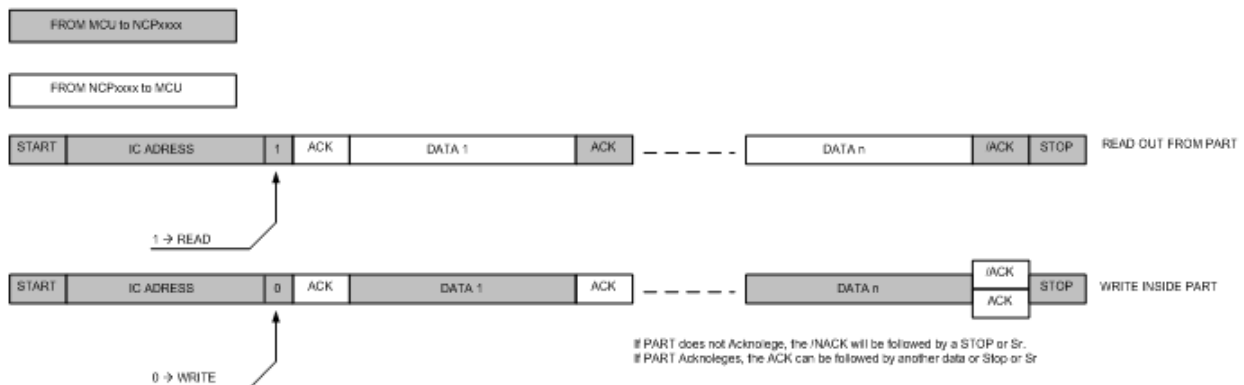 FROM MCU to NCPxxxx
FROM NCPxxxx to MCU
START IC ADRESS 1 ACK DATA 1 ACK DATA n /ACK STOP READ OUT FROM PART
1 → READ
START IC ADRESS 0 ACK DATA 1 ACK DATA n /ACK ACK STOP WRITE INSIDE PART
If PART does not Acknolege, the /NACK will be followed by a STOP or Sr.
If PART Acknoleges, the ACK can be followed by another data or Stop or Sr
0 → WRITE